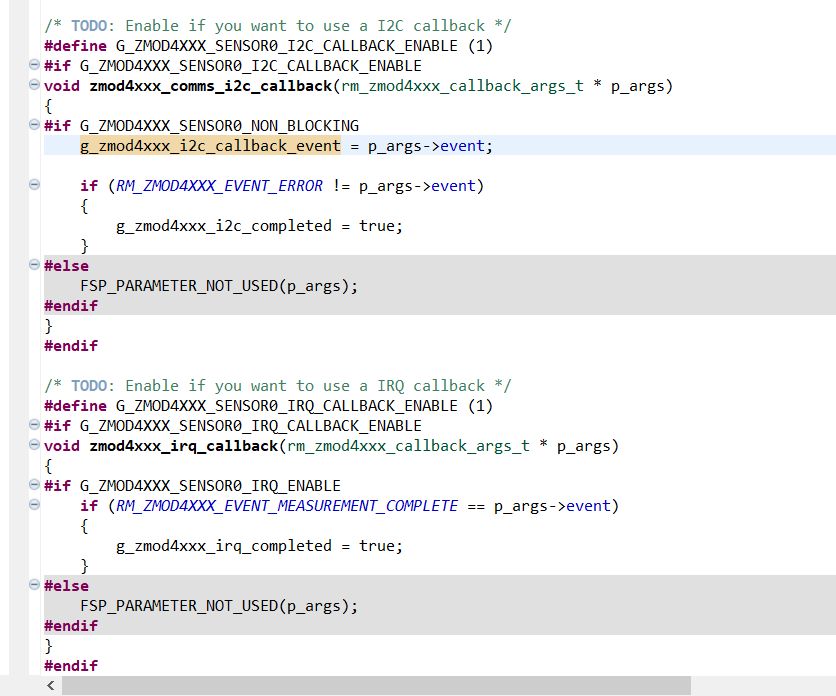 /* TODO: Enable if you want to use a I2C callback */
#define G_ZMOD4XXX_SENSOR0_I2C_CALLBACK_ENABLE (1)
#if G_ZMOD4XXX_SENSOR0_I2C_CALLBACK_ENABLE
void zmod4xxx_comms_i2c_callback(rm_zmod4xxx_callback_args_t * p_args)
{
#if G_ZMOD4XXX_SENSOR0_NON_BLOCKING
    g_zmod4xxx_i2c_callback_event = p_args->event;
    if (RM_ZMOD4XXX_EVENT_ERROR != p_args->event)
    {
        g_zmod4xxx_i2c_completed = true;
    }
#else
    FSP_PARAMETER_NOT_USED(p_args);
#endif
}
#endif
/* TODO: Enable if you want to use a IRQ callback */
#define G_ZMOD4XXX_SENSOR0_IRQ_CALLBACK_ENABLE (1)
#if G_ZMOD4XXX_SENSOR0_IRQ_CALLBACK_ENABLE
void zmod4xxx_irq_callback(rm_zmod4xxx_callback_args_t * p_args)
{
#if G_ZMOD4XXX_SENSOR0_IRQ_ENABLE
    if (RM_ZMOD4XXX_EVENT_MEASUREMENT_COMPLETE == p_args->event)
    {
        g_zmod4xxx_irq_completed = true;
    }
#else
    FSP_PARAMETER_NOT_USED(p_args);
#endif
}
#endif